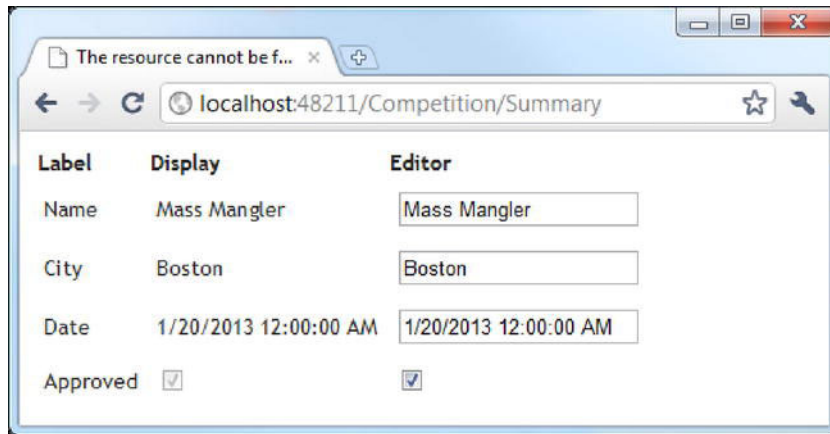 The resource cannot be f...
localhost:48211/Competition/Summary
Label Display Editor
Name Mass Mangler Mass Mangler
City Boston Boston
Date 1/20/2013 12:00:00 AM 1/20/2013 12:00:00 AM
Approved